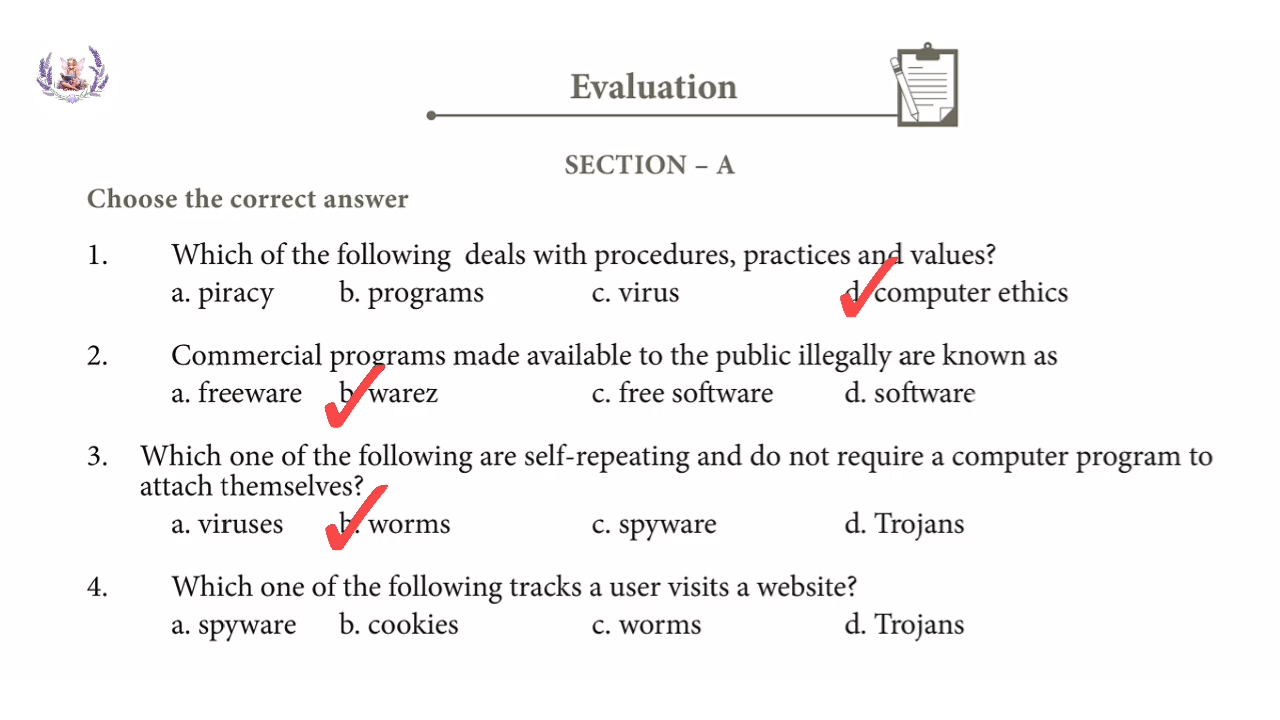 Evaluation
SECTION – A
Choose the correct answer
1. Which of the following deals with procedures, practices and values?
a. piracy b. programs c. virus d. computer ethics
2. Commercial programs made available to the public illegally are known as
a. freeware b. warez c. free software d. software
3. Which one of the following are self-repeating and do not require a computer program to
attach themselves?
a. viruses b. worms c. spyware d. Trojans
4. Which one of the following tracks a user visits a website?
a. spyware b. cookies c. worms d. Trojans